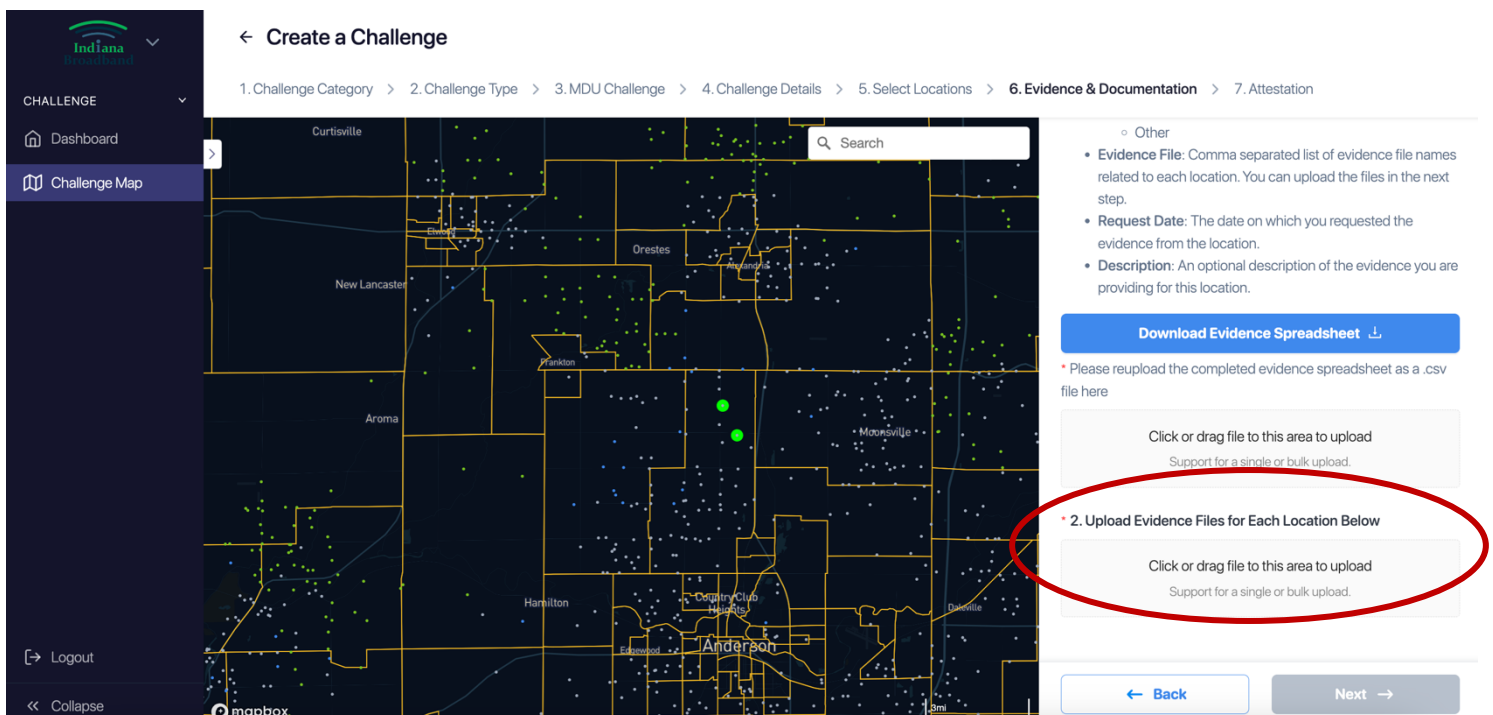 Indiana
Broadband
CHALLENGE
Dashboard
Challenge Map
Logout
Collapse
← Create a Challenge
1. Challenge Category > 2. Challenge Type > 3. MDU Challenge > 4. Challenge Details > 5. Select Locations > 6. Evidence & Documentation > 7. Attestation
Search
Curtisville
Elwood
Orestes
Alexandria
New Lancaster
Frankton
Aroma
Moonsville
Hamilton
Country Club
Heights
Daleville
Edgewood
Anderson
mapbox
3mi
○ Other
• Evidence File: Comma separated list of evidence file names
related to each location. You can upload the files in the next
step.
• Request Date: The date on which you requested the
evidence from the location.
• Description: An optional description of the evidence you are
providing for this location.
Download Evidence Spreadsheet
* Please reupload the completed evidence spreadsheet as a .csv
file here
Click or drag file to this area to upload
Support for a single or bulk upload.
* 2. Upload Evidence Files for Each Location Below
Click or drag file to this area to upload
Support for a single or bulk upload.
← Back
Next →